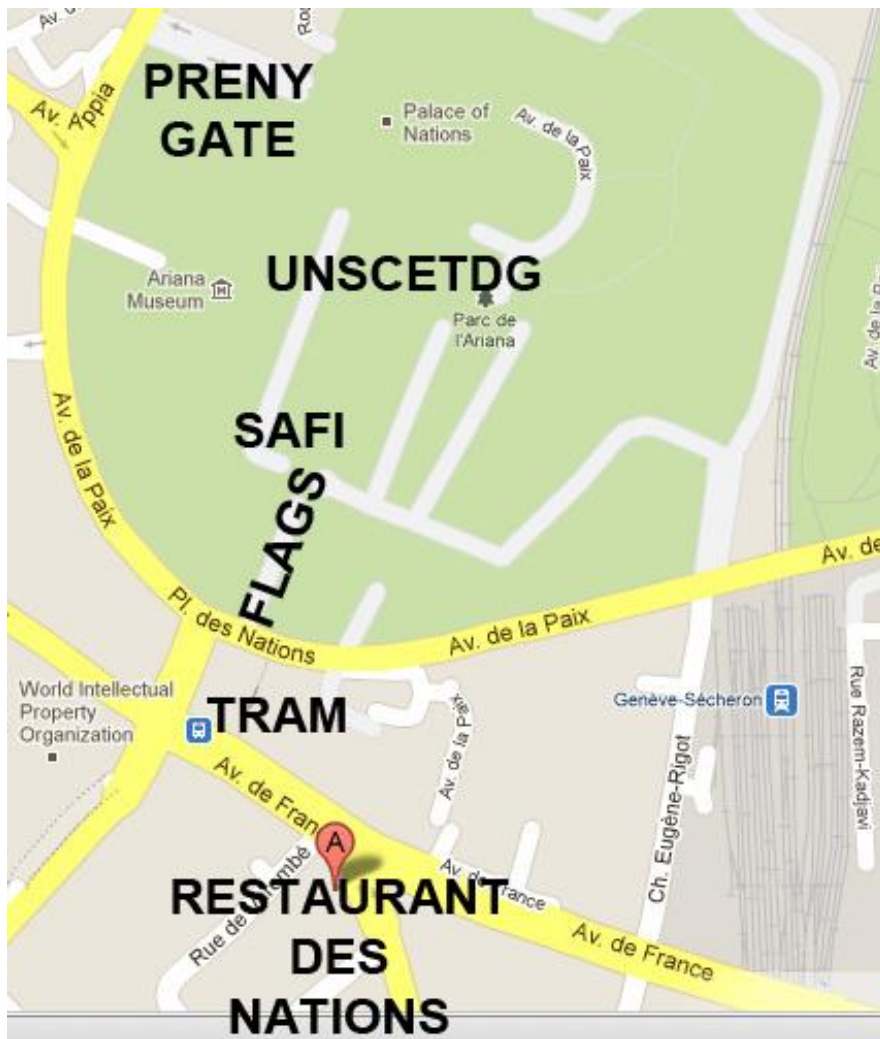 Av. Appia
PRENY
GATE
Palace of
Nations
Av. de la Paix
UNSCETDG
Ariana
Museum
M
Parc de
l'Ariana
Av. de la Paix
SAFI
FLAGS
Av. de
Pl. des Nations
Av. de la Paix
World Intellectual
Property
Organization
TRAM
Genève-Sécheron
Av. de la Paix
Rue Razem-Kadjavi
Ch. Eugène-Rigot
Av. de France
A
Av. de France
Rue de
RESTAURANT
DES
NATIONS
Av. de France